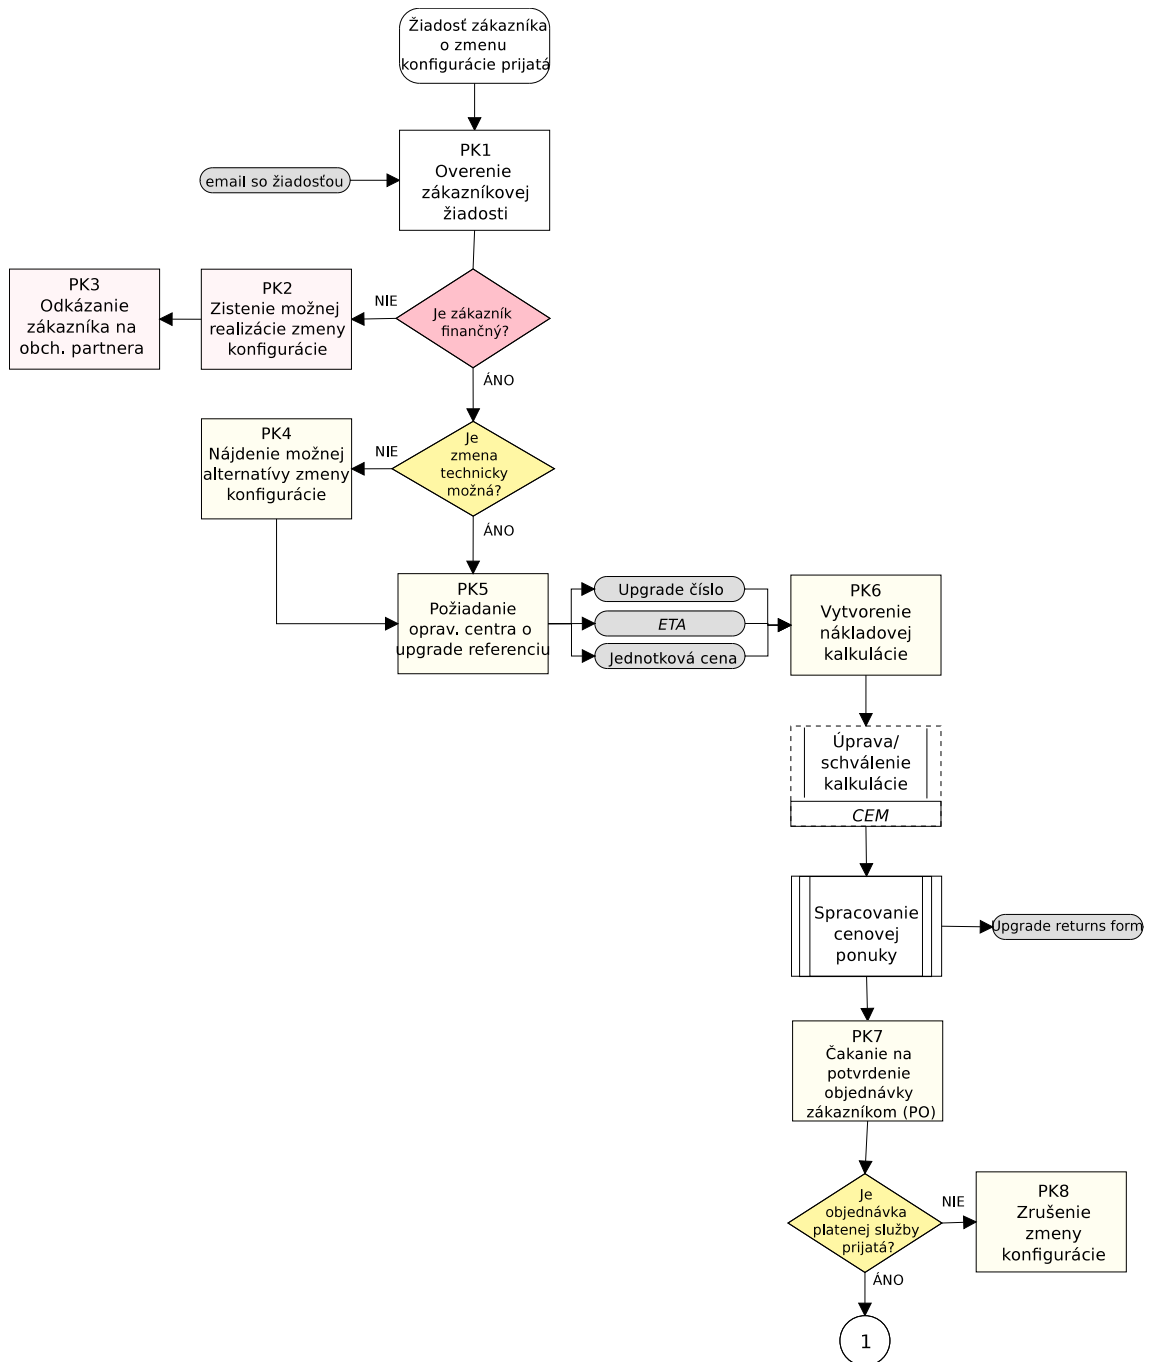 Žiadosť zákazníka
o zmenu
konfigurácie prijatá
PK1
Overenie
zákazníkovej
žiadosti
email so žiadosťou
PK3
Odkázanie
zákazníka na
obch. partnera
PK2
Zistenie možnej
realizácie zmeny
konfigurácie
NIE
Je zákazník
finančný?
ÁNO
PK4
Nájdenie možnej
alternatívy zmeny
konfigurácie
NIE
Je
zmena
technicky
možná?
ÁNO
PK5
Požiadanie
oprav. centra o
upgrade referenciu
Upgrade číslo
ETA
Jednotková cena
PK6
Vytvorenie
nákladovej
kalkulácie
Úprava/
schválenie
kalkulácie
CEM
Spracovanie
cenovej
ponuky
Upgrade returns form
PK7
Čakanie na
potvrdenie
objednávky
zákazníkom (PO)
Je
objednávka
platenej služby
prijatá?
NIE
PK8
Zrušenie
zmeny
konfigurácie
ÁNO
1